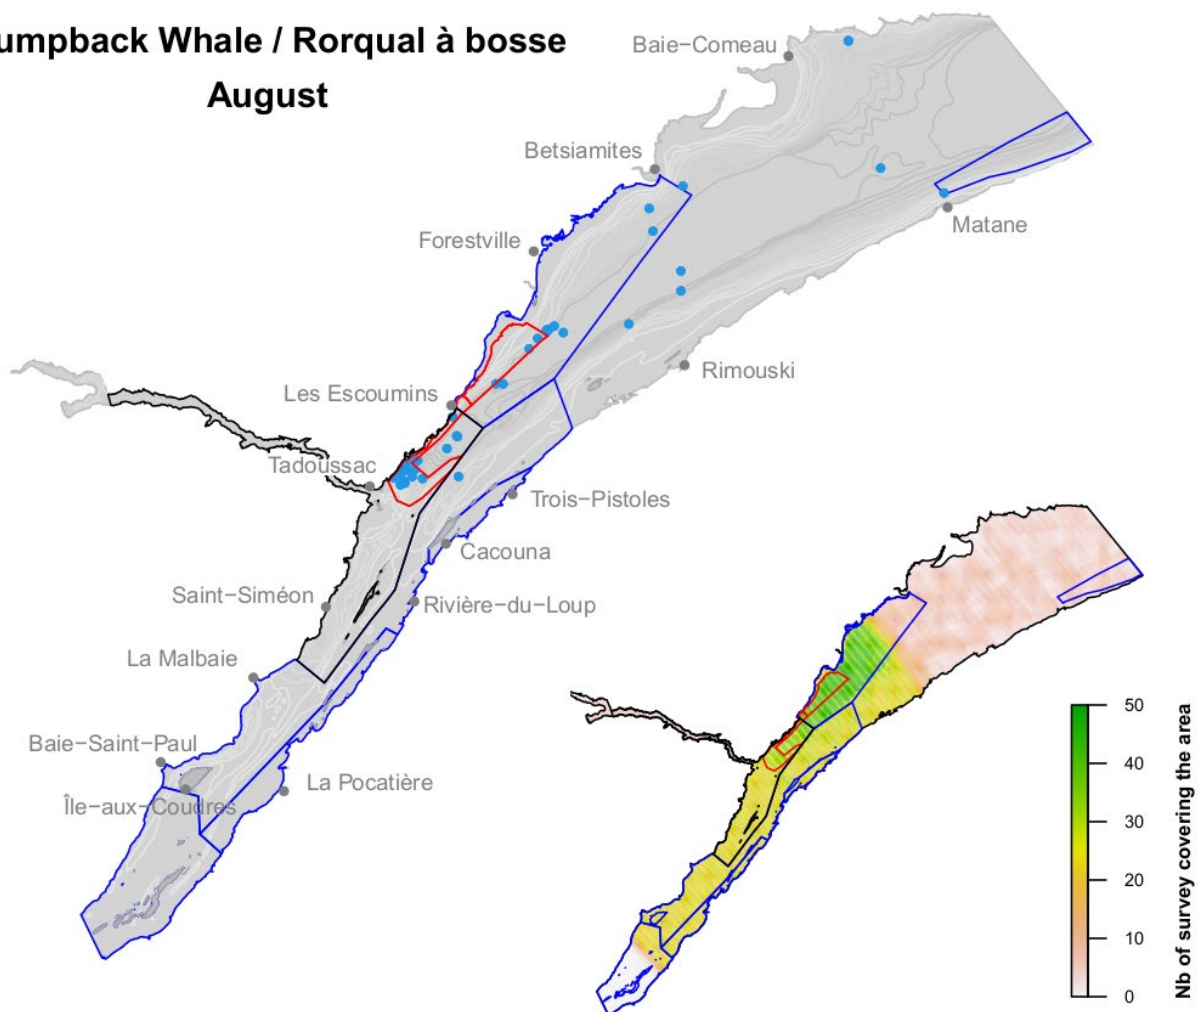 umpback Whale / Rorqual à bosse
August
Baie−Comeau
Betsiamites
Matane
Forestville
Rimouski
Les Escoumins
Tadoussac
Trois−Pistoles
Cacouna
Saint−Siméon
Rivière−du−Loup
La Malbaie
Baie−Saint−Paul
La Pocatière
Île−aux−Coudres
50
40
30
20
10
0
Nb of survey covering the area